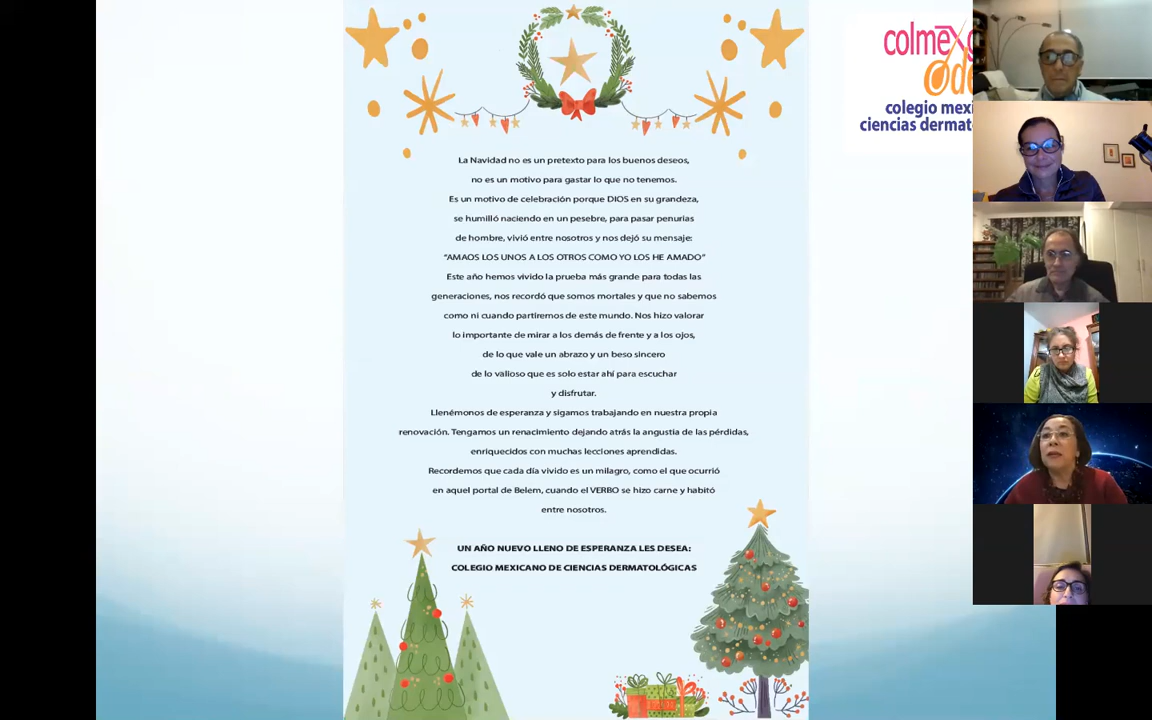 colmex
colegio mexi
ciencias dermat
La Navidad no es un pretexto para los buenos deseos,
no es un motivo para gastar lo que no tenemos.
Es un motivo de celebración porque DIOS en su grandeza,
se humilló naciendo en un pesebre, para pasar penurias
de hombre, vivió entre nosotros y nos dejó su mensaje:
“AMAOS LOS UNOS A LOS OTROS COMO YO LOS HE AMADO”
Este año hemos vivido la prueba más grande para todas las
generaciones, nos recordó que somos mortales y que no sabemos
como ni cuando partiremos de este mundo. Nos hizo valorar
lo importante de mirar a los demás de frente y a los ojos,
de lo que vale un abrazo y un beso sincero
de lo valioso que es solo estar ahí para escuchar
y disfrutar.
Llenémonos de esperanza y sigamos trabajando en nuestra propia
renovación. Tengamos un renacimiento dejando atrás la angustia de las pérdidas,
enriquecidos con muchas lecciones aprendidas.
Recordemos que cada día vivido es un milagro, como el que ocurrió
en aquel portal de Belem, cuando el VERBO se hizo carne y habitó
entre nosotros.
UN AÑO NUEVO LLENO DE ESPERANZA LES DESEA:
COLEGIO MEXICANO DE CIENCIAS DERMATOLÓGICAS